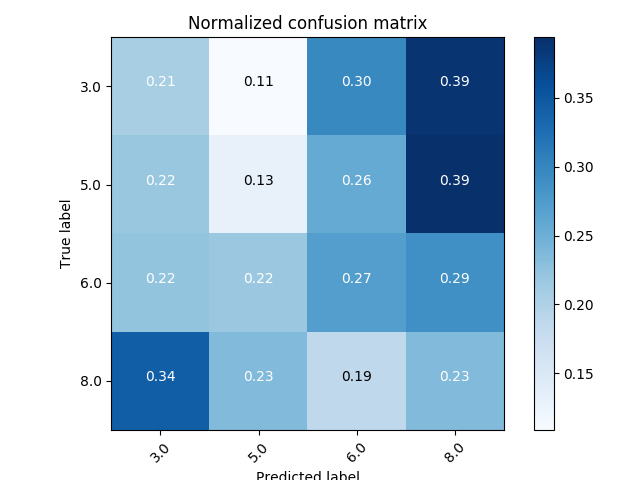 Normalized confusion matrix
3.0 0.21 0.11 0.30 0.39
5.0 0.22 0.13 0.26 0.39
6.0 0.22 0.22 0.27 0.29
8.0 0.34 0.23 0.19 0.23
True label
3.0 5.0 6.0 8.0
Predicted label
0.35
0.30
0.25
0.20
0.15